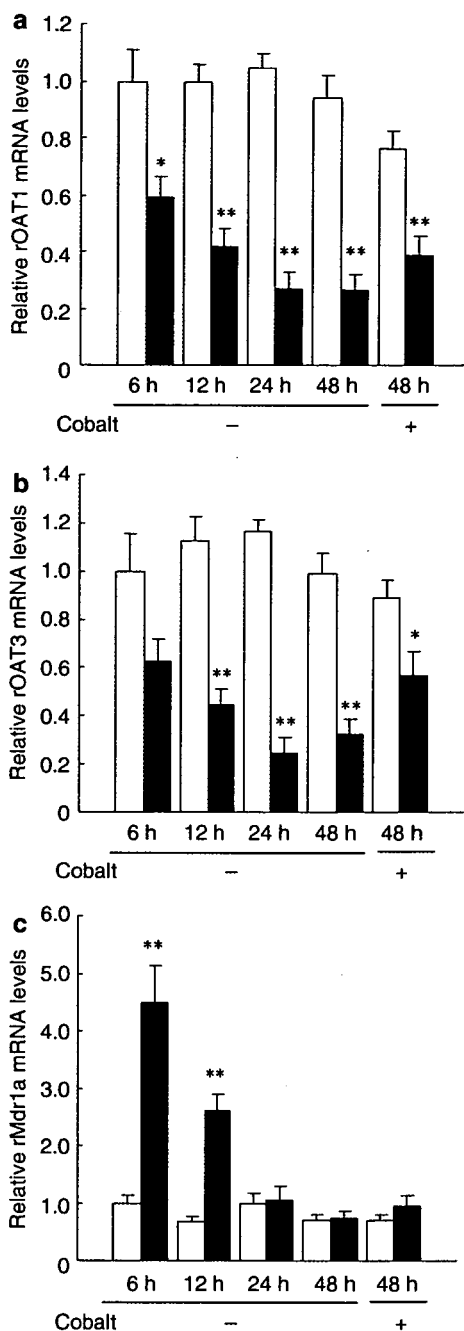 a
Relative rOAT1 mRNA levels
1.2
1.0
0.8
0.6
0.4
0.2
0
*
**
**
**
**
6 h 12 h 24 h 48 h 48 h
Cobalt – +
b
Relative rOAT3 mRNA levels
1.4
1.2
1.0
0.8
0.6
0.4
0.2
0
**
**
**
*
6 h 12 h 24 h 48 h 48 h
Cobalt – +
c
Relative rMdr1a mRNA levels
6.0
5.0
4.0
3.0
2.0
1.0
0
**
**
6 h 12 h 24 h 48 h 48 h
Cobalt – +